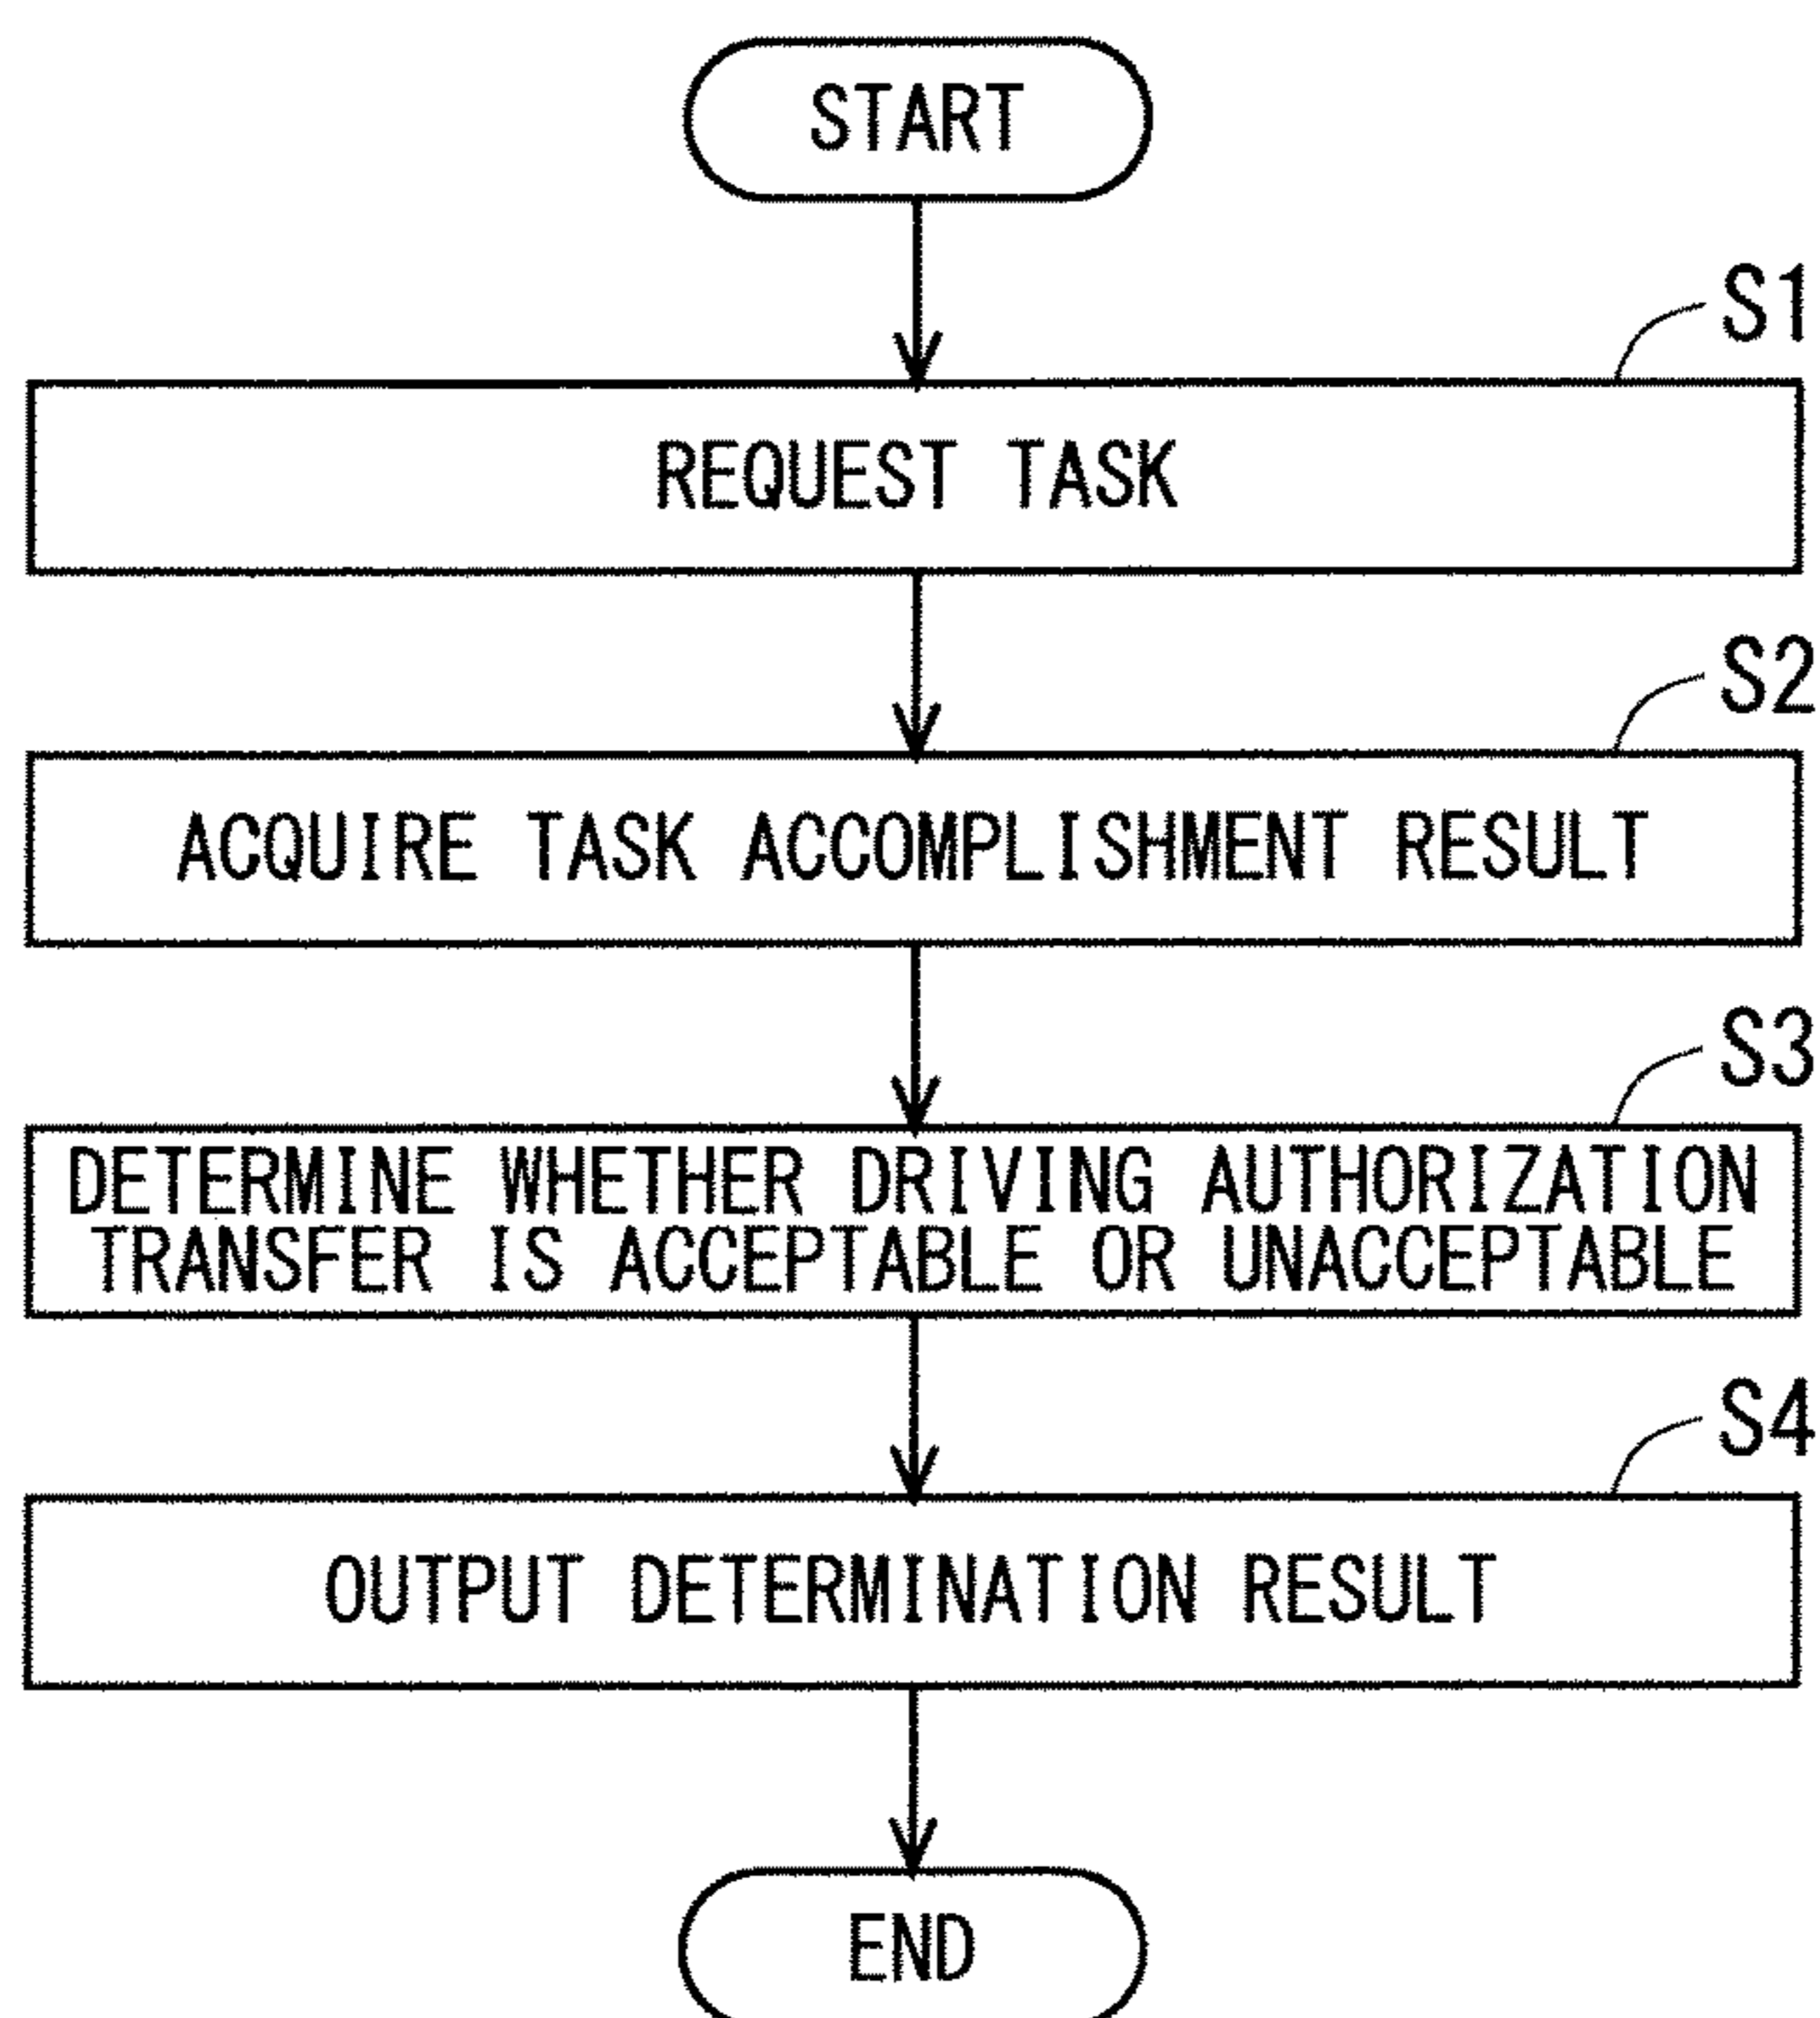 START
S1
REQUEST TASK
S2
ACQUIRE TASK ACCOMPLISHMENT RESULT
S3
DETERMINE WHETHER DRIVING AUTHORIZATION
TRANSFER IS ACCEPTABLE OR UNACCEPTABLE
S4
OUTPUT DETERMINATION RESULT
END